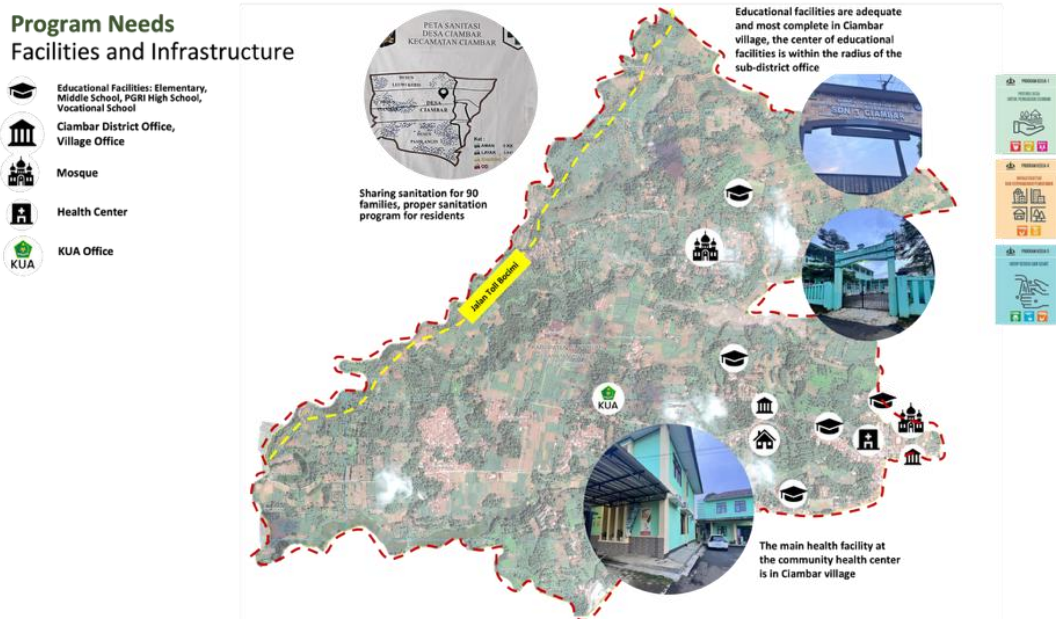 Program Needs
Facilities and Infrastructure
Educational Facilities: Elementary,
Middle School, PGRI High School,
Vocational School
Ciambar District Office,
Village Office
Mosque
Health Center
KUA
KUA Office
PETA SANITASI
DESA CIAMBAR
KECAMATAN CIAMBAR
DESA
CIAMBAR
Sharing sanitation for 90
families, proper sanitation
program for residents
Educational facilities are adequate
and most complete in Ciambar
village, the center of educational
facilities is within the radius of the
sub-district office
CIAMBAR
Jalan Toll Bocimi
KUA
The main health facility at
the community health center
is in Ciambar village